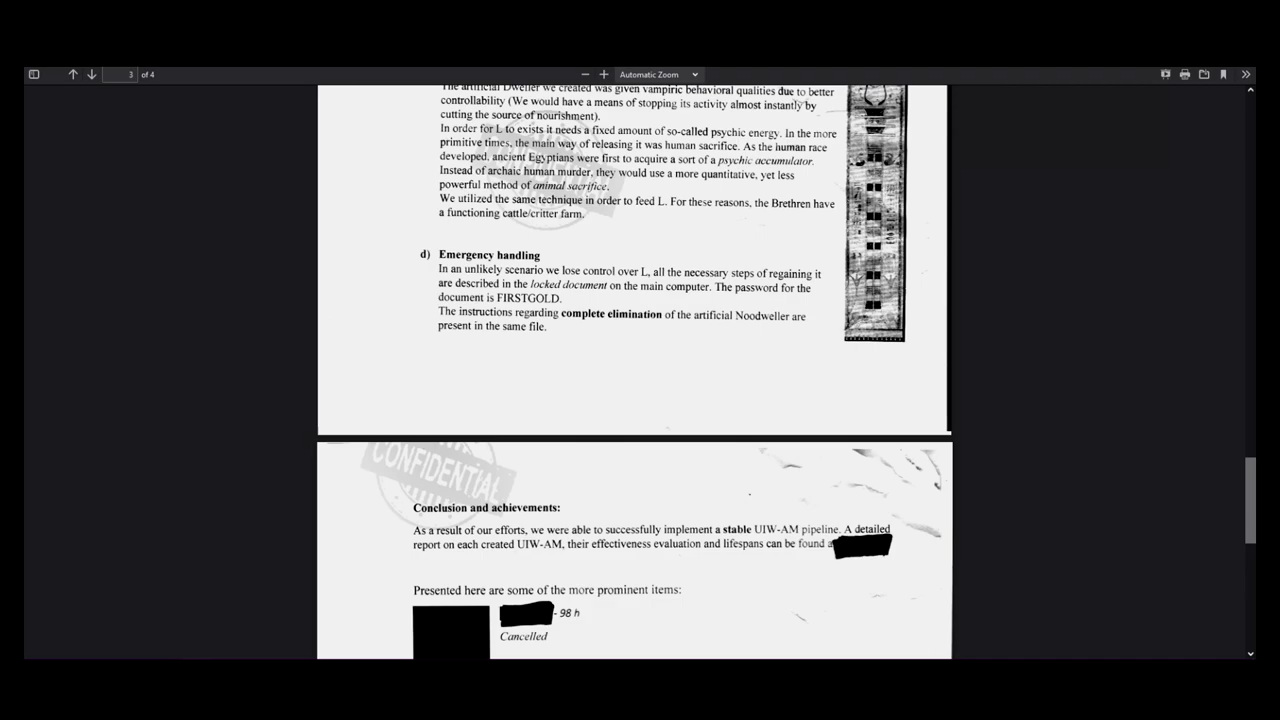 3 of 4
Automatic Zoom
The artificial Dweller we created was given vampiric behavioral qualities due to better
controllability (We would have a means of stopping its activity almost instantly by
cutting the source of nourishment).
In order for L to exists it needs a fixed amount of so-called psychic energy. In the more
primitive times, the main way of releasing it was human sacrifice. As the human race
developed, ancient Egyptians were first to acquire a sort of a psychic accumulator.
Instead of archaic human murder, they would use a more quantitative, yet less
powerful method of animal sacrifice.
We utilized the same technique in order to feed L. For these reasons, the Brethren have
a functioning cattle/critter farm.
d) Emergency handling
In an unlikely scenario we lose control over L, all the necessary steps of regaining it
are described in the locked document on the main computer. The password for the
document is FIRSTGOLD.
The instructions regarding complete elimination of the artificial Noodweller are
present in the same file.
CONFIDENTIAL
Conclusion and achievements:
As a result of our efforts, we were able to successfully implement a stable UIW-AM pipeline. A detailed
report on each created UIW-AM, their effectiveness evaluation and lifespans can be found
Presented here are some of the more prominent items:
- 98 h
Cancelled